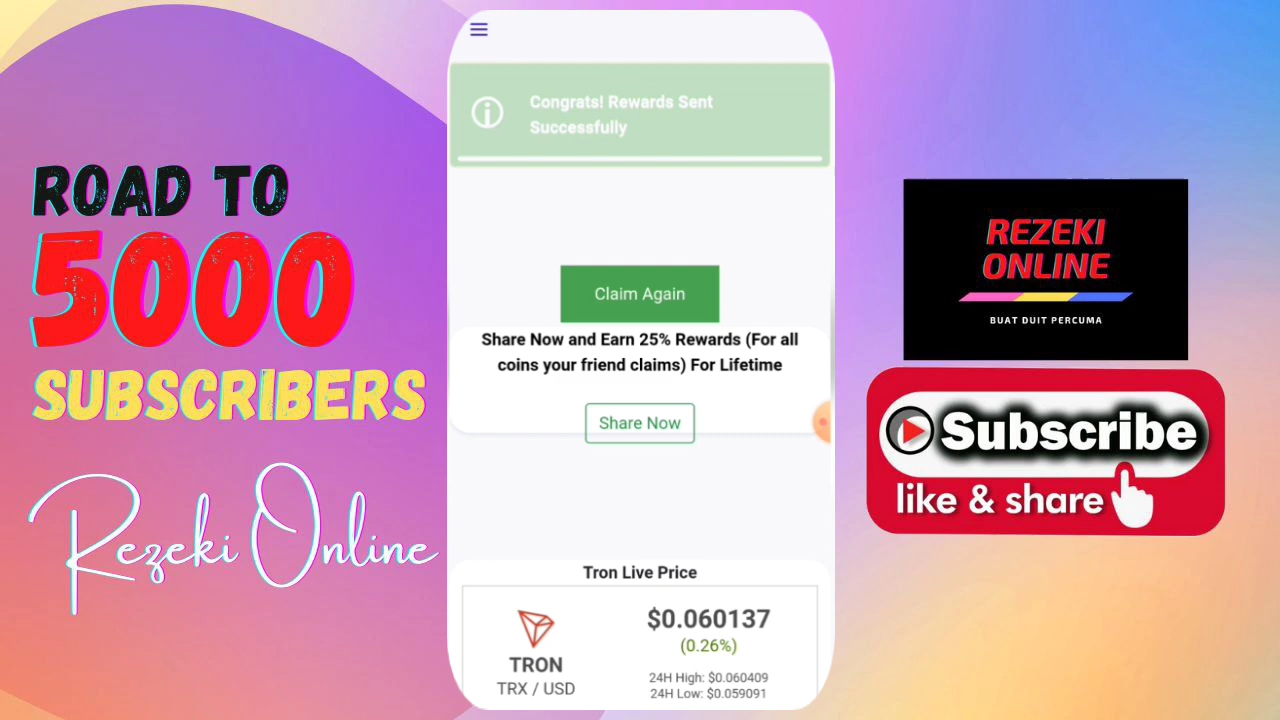 ROAD TO
5000
SUBSCRIBERS
Rezeki Online
Congrats! Rewards Sent
Successfully
Claim Again
Share Now and Earn 25% Rewards (For all
coins your friend claims) For Lifetime
Share Now
Tron Live Price
TRON
TRX / USD
$0.060137
(0.26%)
24H High: $0.060409
24H Low: $0.059091
REZEKI
ONLINE
BUAT DUIT PERCUMA
Subscribe
like & share